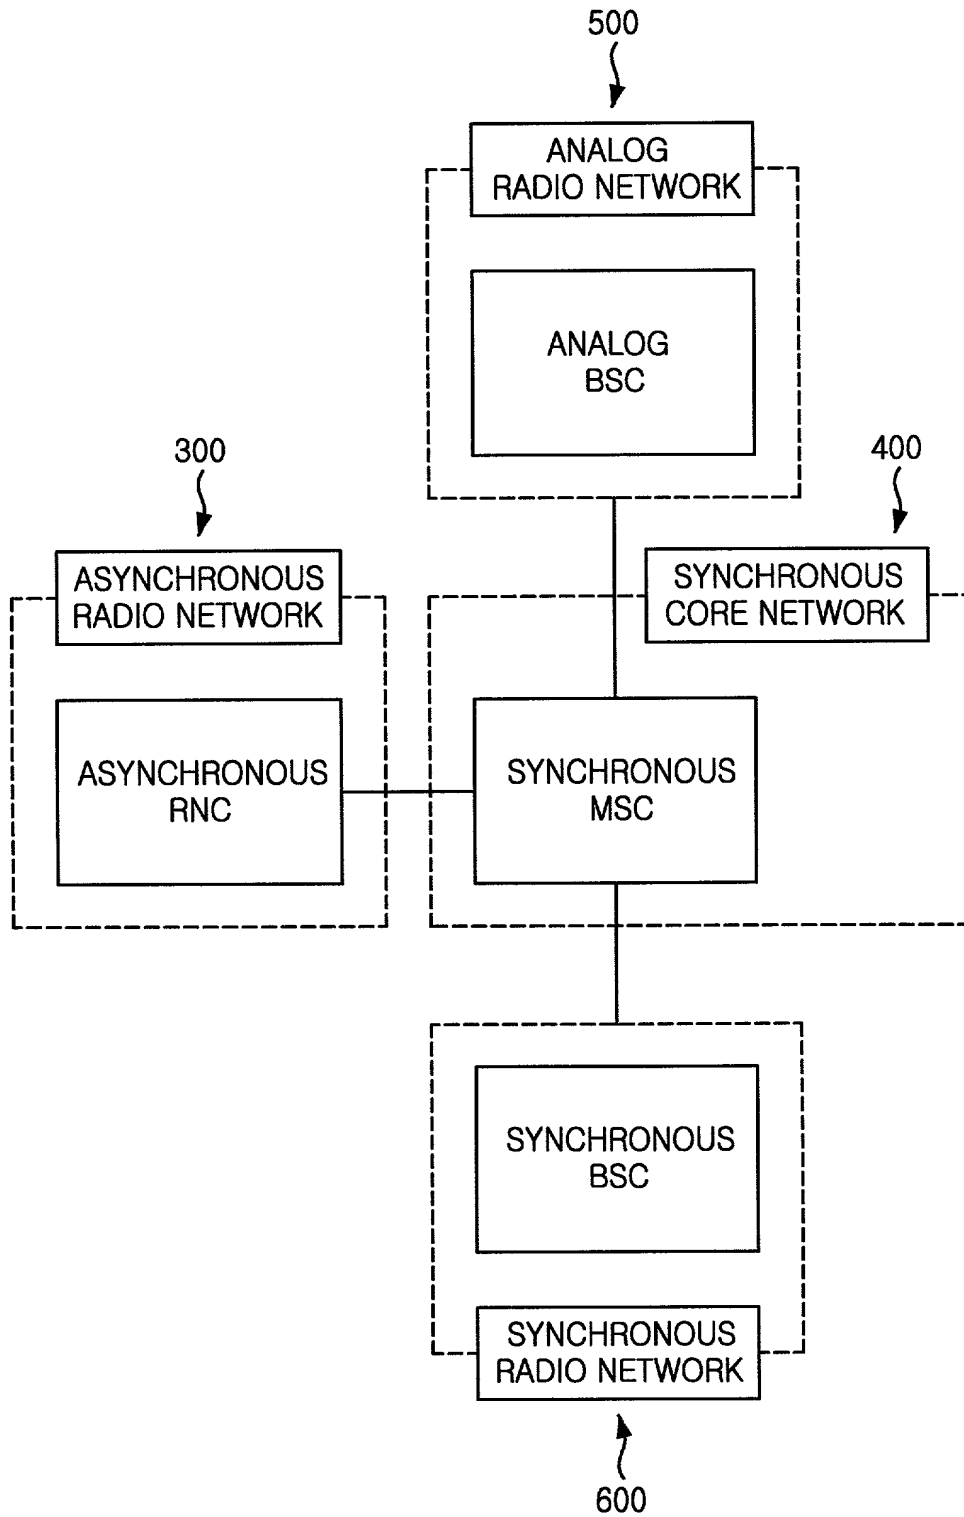 500
ANALOG
RADIO NETWORK
ANALOG
BSC
300
400
ASYNCHRONOUS
RADIO NETWORK
SYNCHRONOUS
CORE NETWORK
ASYNCHRONOUS
RNC
SYNCHRONOUS
MSC
SYNCHRONOUS
BSC
SYNCHRONOUS
RADIO NETWORK
600